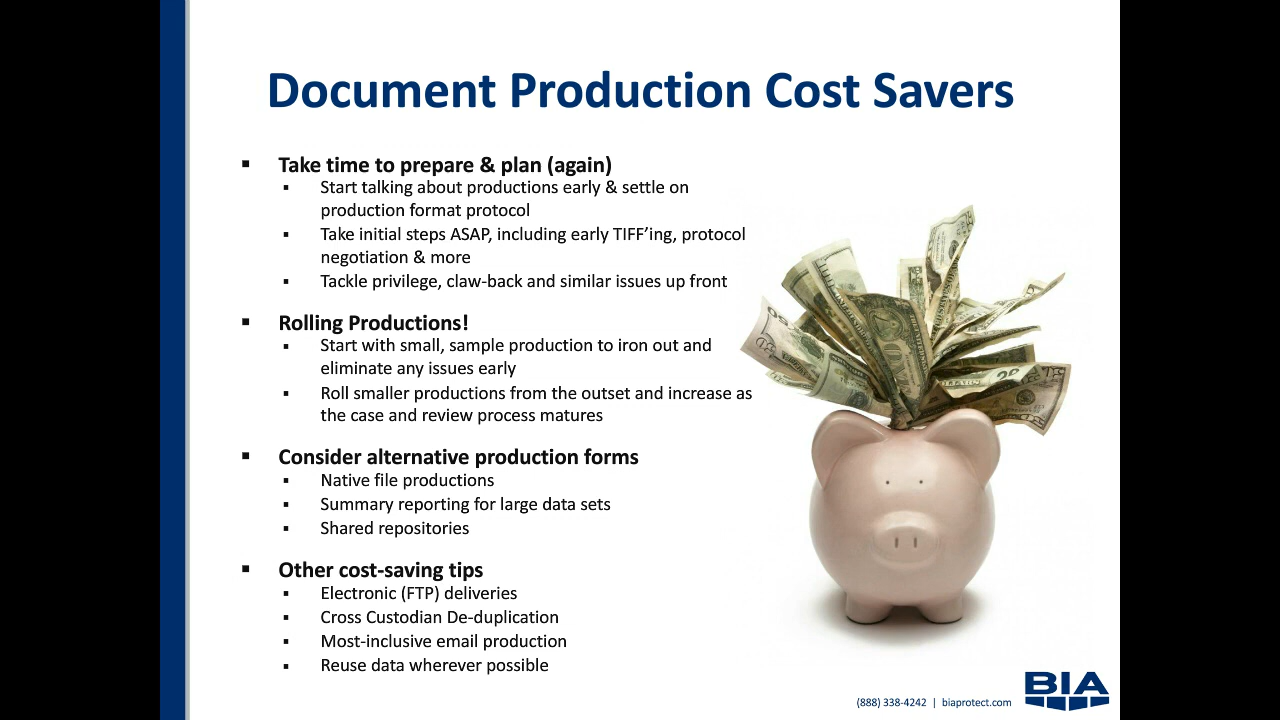 Document Production Cost Savers
▪ Take time to prepare & plan (again)
▪ Start talking about productions early & settle on
production format protocol
▪ Take initial steps ASAP, including early TIFF’ing, protocol
negotiation & more
▪ Tackle privilege, claw-back and similar issues up front
▪ Rolling Productions!
▪ Start with small, sample production to iron out and
eliminate any issues early
▪ Roll smaller productions from the outset and increase as
the case and review process matures
▪ Consider alternative production forms
▪ Native file productions
▪ Summary reporting for large data sets
▪ Shared repositories
▪ Other cost-saving tips
▪ Electronic (FTP) deliveries
▪ Cross Custodian De-duplication
▪ Most-inclusive email production
▪ Reuse data wherever possible
(888) 338-4242 | biaprotect.com
BIA